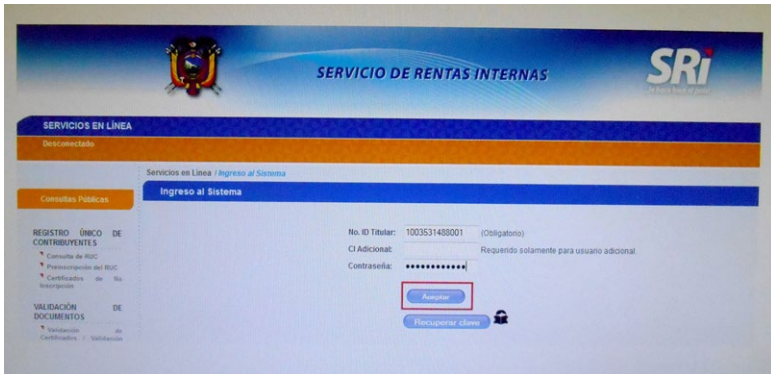 SERVICIO DE RENTAS INTERNAS
SRi
SERVICIOS EN LÍNEA
Desconectado
Servicios en Línea / Ingreso al Sistema
Consultas Públicas
Ingreso al Sistema
REGISTRO ÚNICO DE
CONTRIBUYENTES
Consulta de RUC
Preinscripción del RUC
Certificados de No
Inscripción
VALIDACIÓN DE
DOCUMENTOS
Validación de
Certificados / Validación
No. ID Titular: 1003531488001 (Obligatorio)
CI Adicional: Requerido solamente para usuario adicional.
Contraseña: ••••••••••••
Aceptar
Recuperar clave